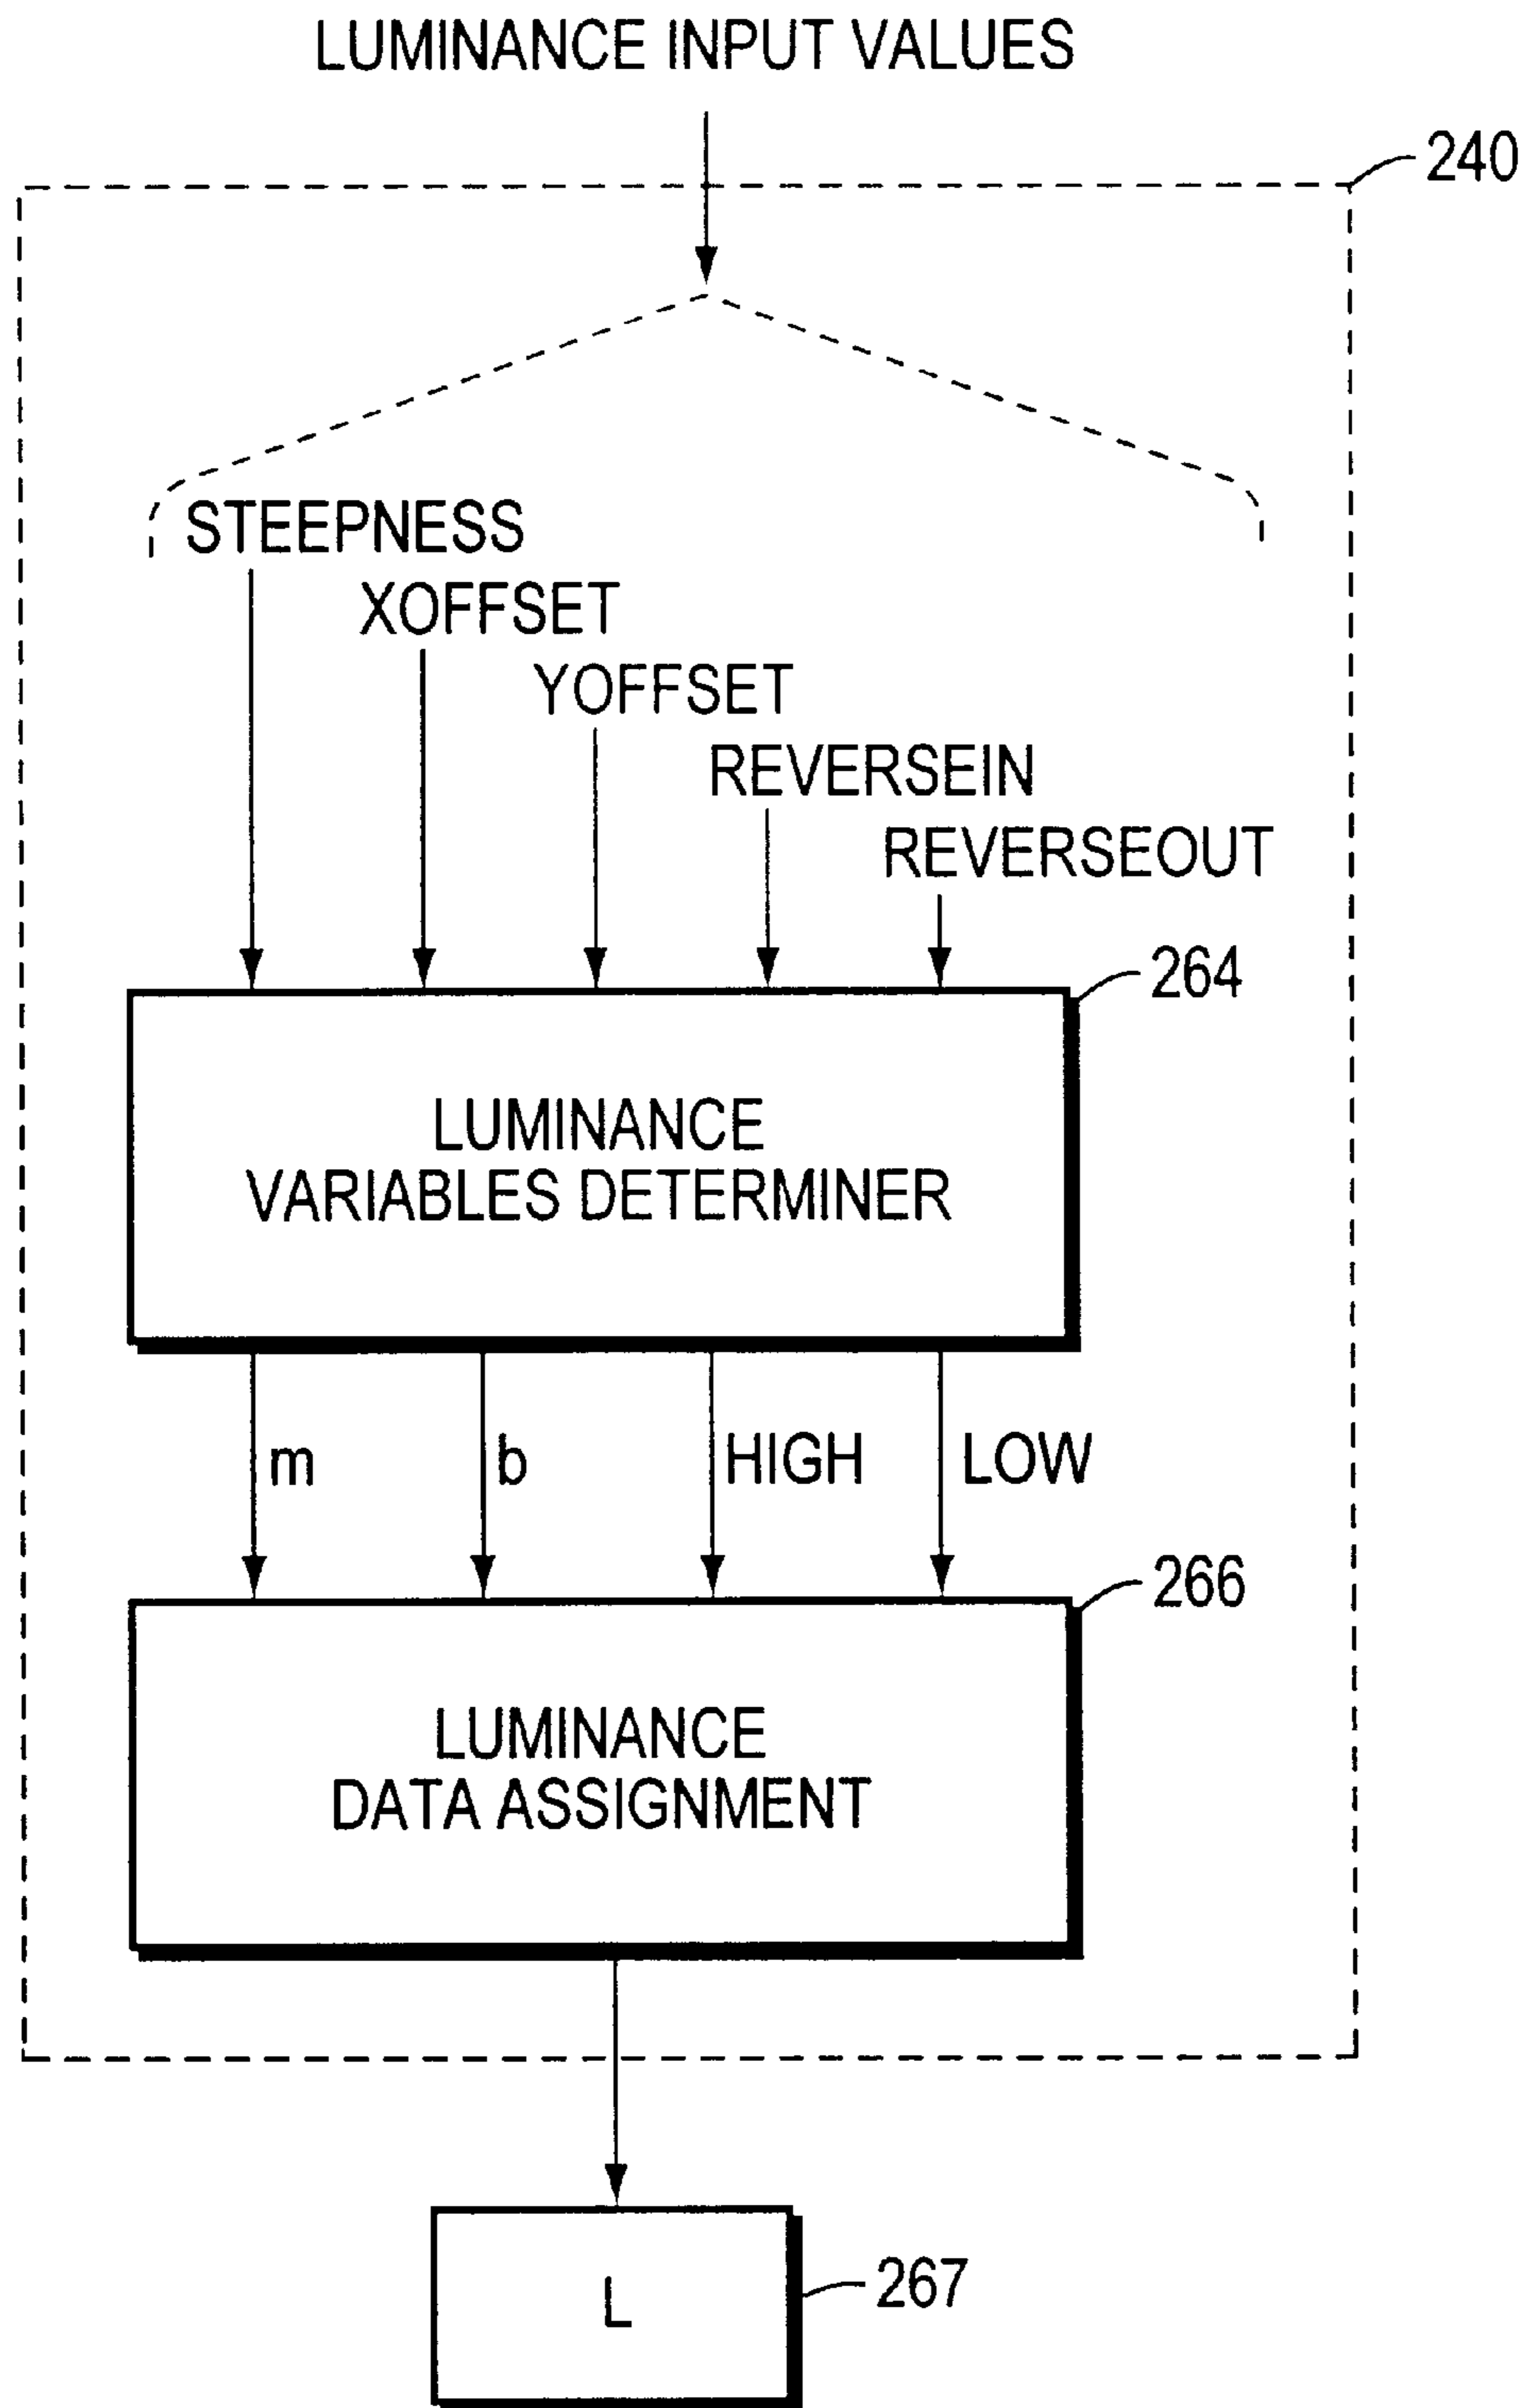 LUMINANCE INPUT VALUES
240
STEEPNESS
XOFFSET
YOFFSET
REVERSEIN
REVERSEOUT
264
LUMINANCE
VARIABLES DETERMINER
m b HIGH LOW
266
LUMINANCE
DATA ASSIGNMENT
L
267